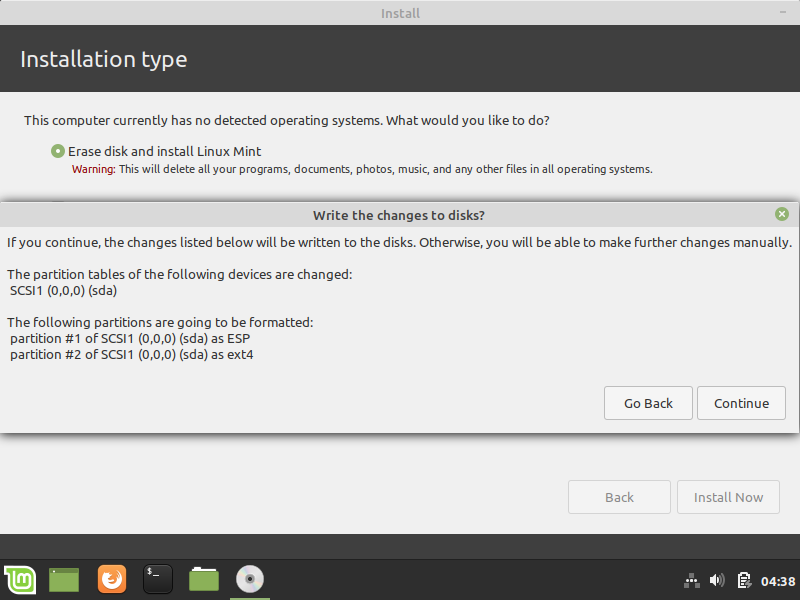 Install
Installation type
This computer currently has no detected operating systems. What would you like to do?
Erase disk and install Linux Mint
Warning: This will delete all your programs, documents, photos, music, and any other files in all operating systems.
Write the changes to disks?
If you continue, the changes listed below will be written to the disks. Otherwise, you will be able to make further changes manually.
The partition tables of the following devices are changed:
SCSI1 (0,0,0) (sda)
The following partitions are going to be formatted:
partition #1 of SCSI1 (0,0,0) (sda) as ESP
partition #2 of SCSI1 (0,0,0) (sda) as ext4
Go Back
Continue
Back
Install Now
$_
04:38